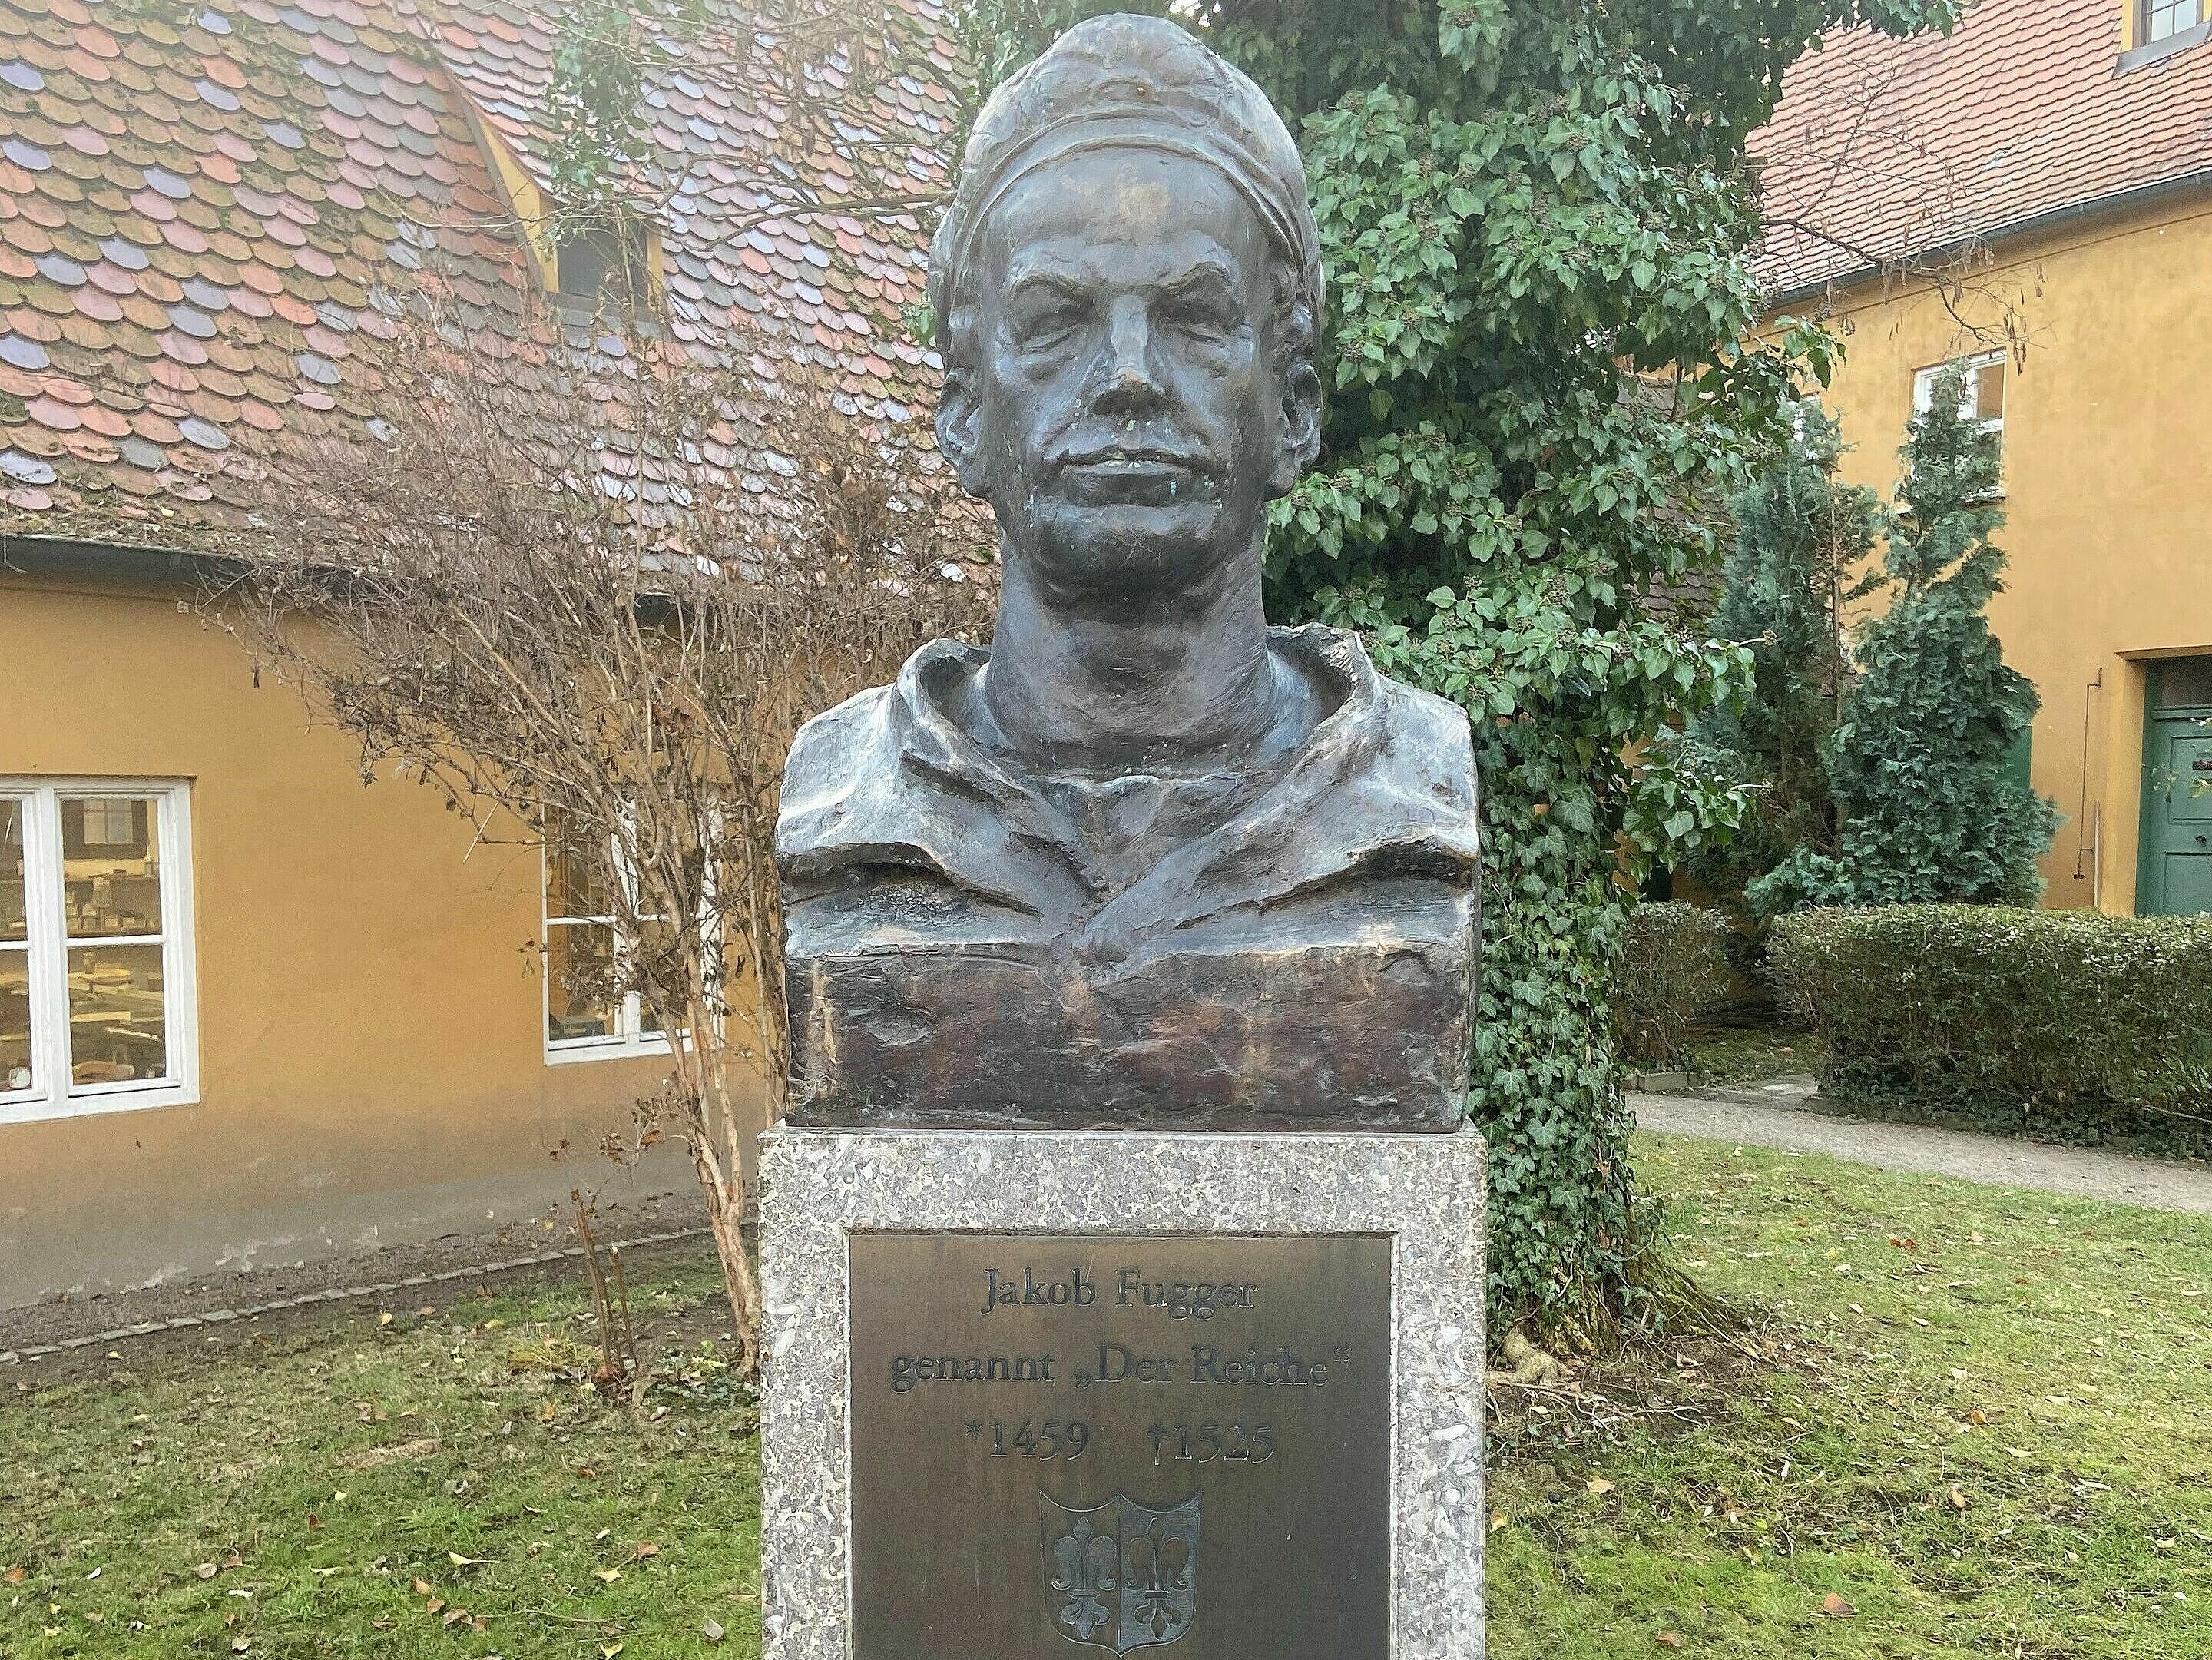 Jakob Fugger
genannt „Der Reiche“
*1459 †1525